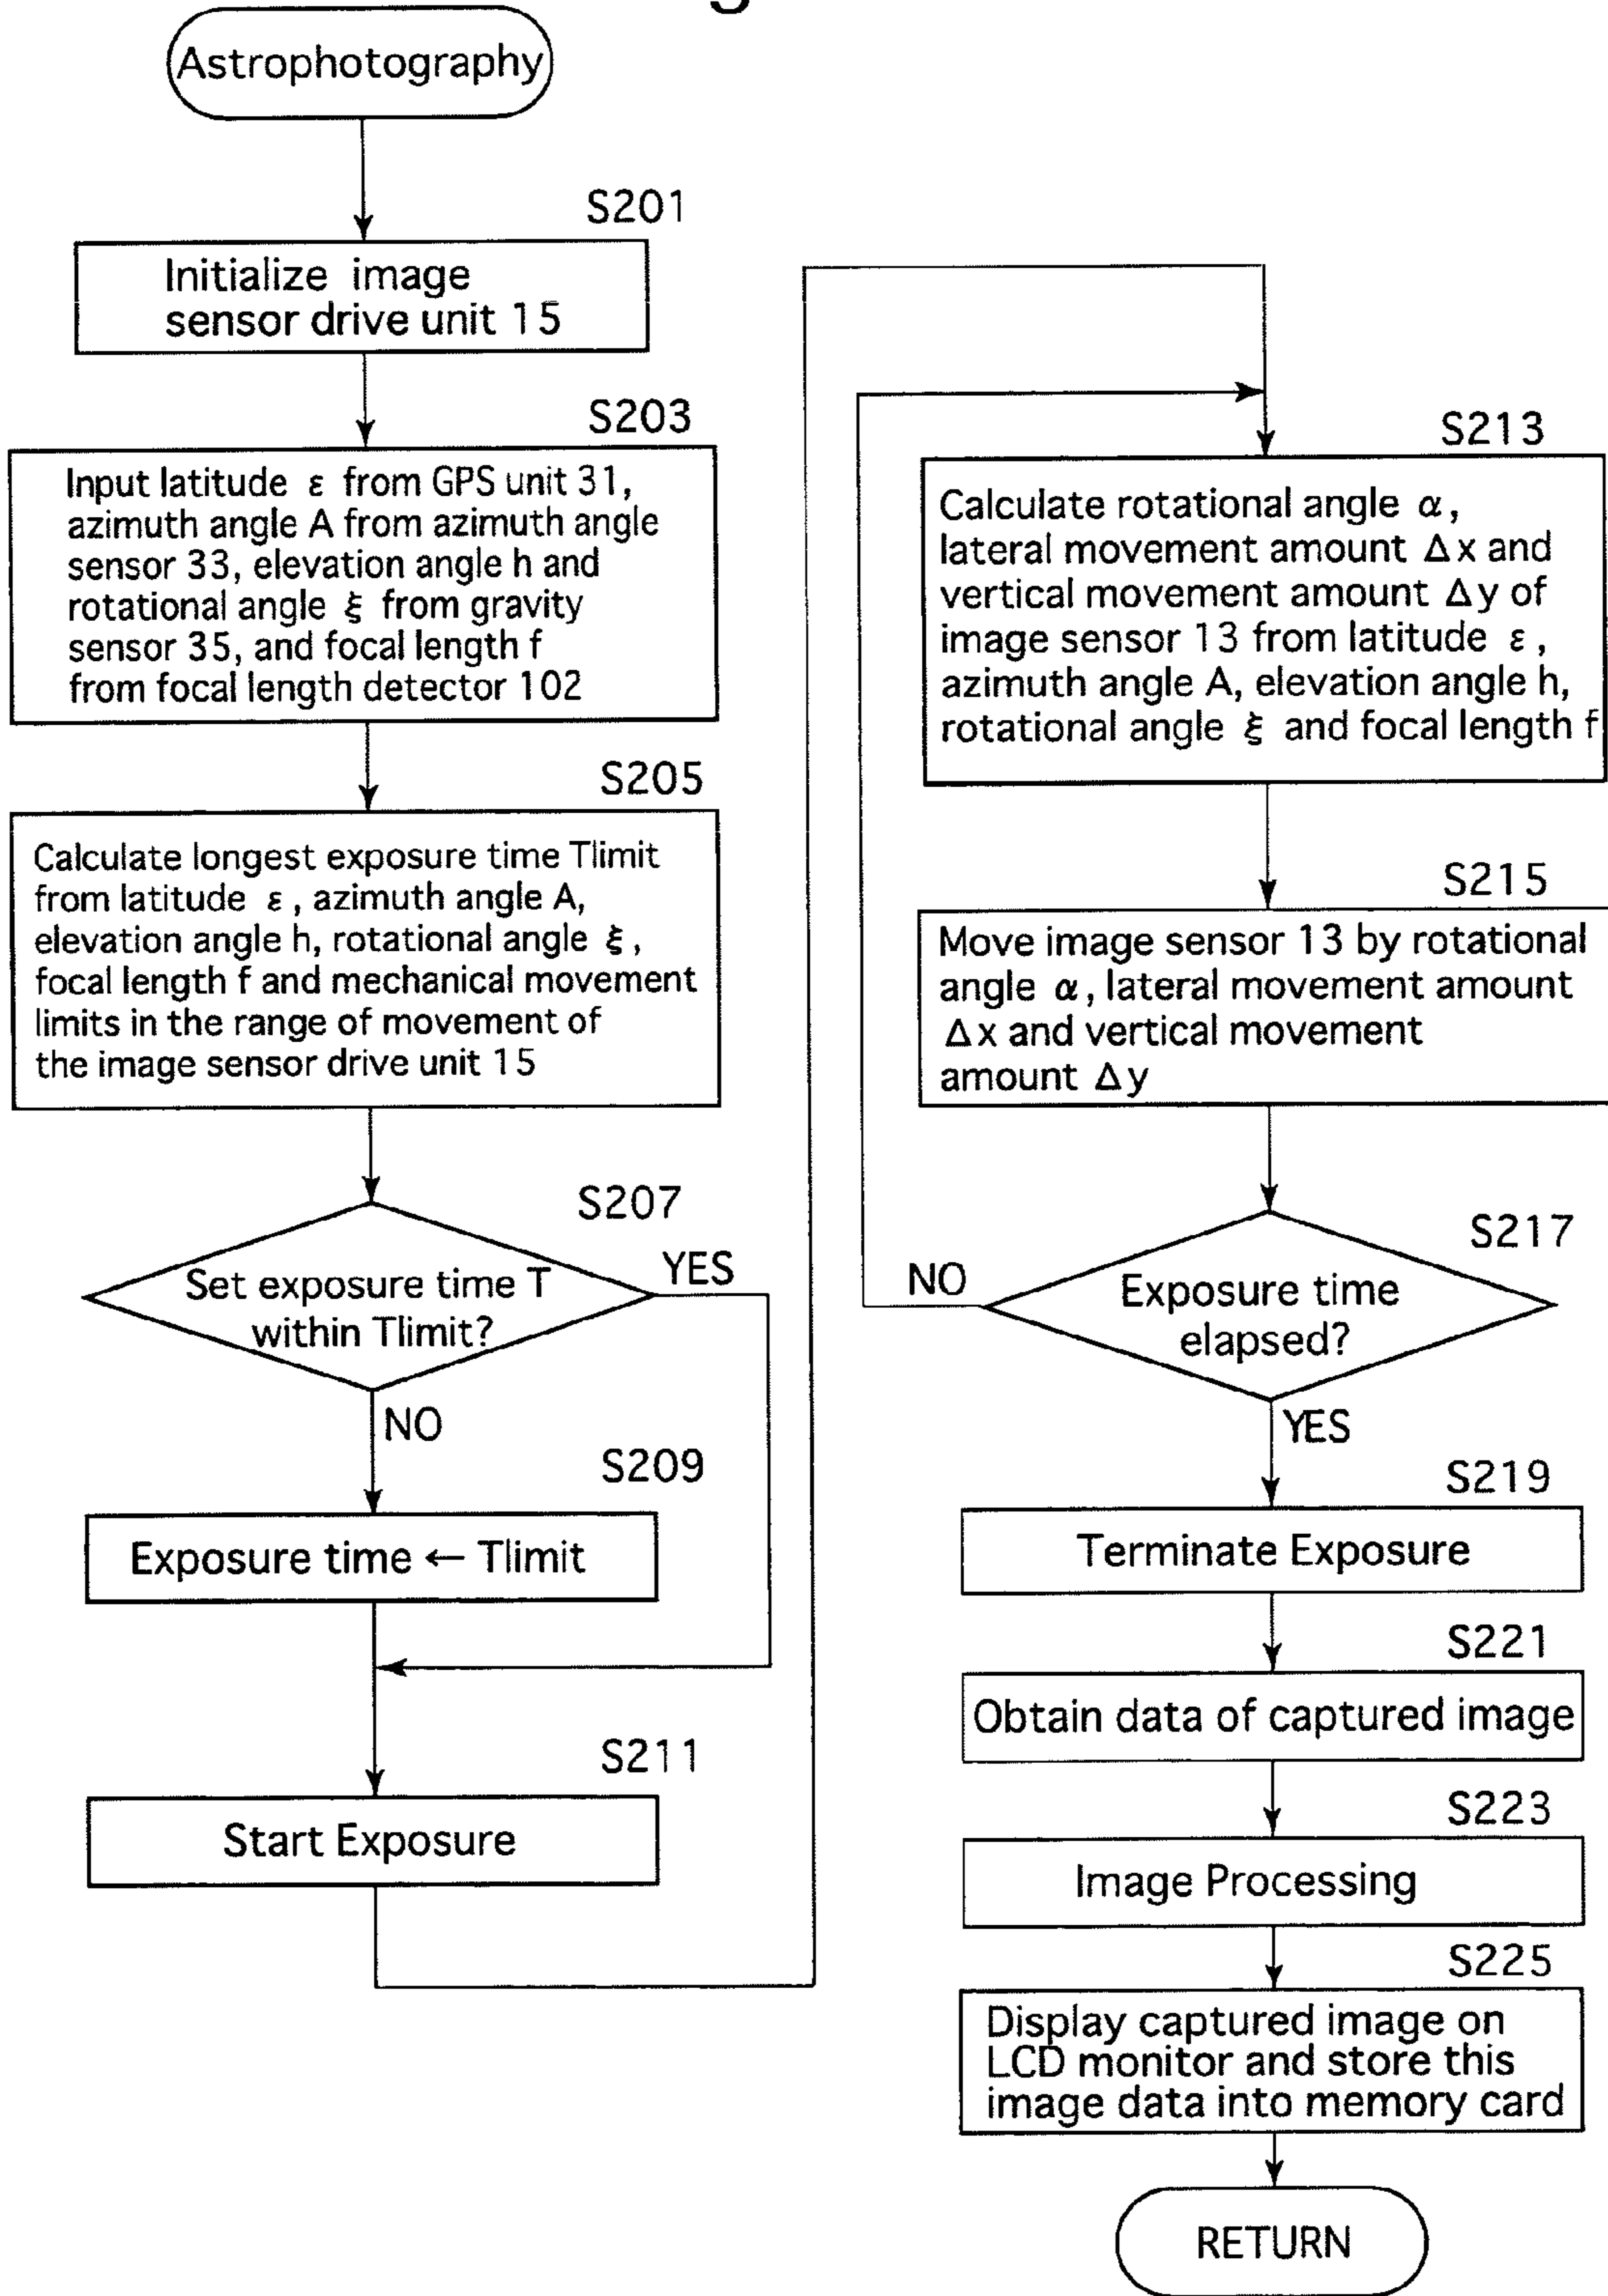 Astrophotography
S201
Initialize image
sensor drive unit 15
S203
Input latitude ε from GPS unit 31,
azimuth angle A from azimuth angle
sensor 33, elevation angle h and
rotational angle ξ from gravity
sensor 35, and focal length f
from focal length detector 102
S205
Calculate longest exposure time Tlimit
from latitude ε, azimuth angle A,
elevation angle h, rotational angle ξ,
focal length f and mechanical movement
limits in the range of movement of
the image sensor drive unit 15
S207
Set exposure time T
within Tlimit?
YES
NO
S209
Exposure time ← Tlimit
S211
Start Exposure
S213
Calculate rotational angle α,
lateral movement amount Δx and
vertical movement amount Δy of
image sensor 13 from latitude ε,
azimuth angle A, elevation angle h,
rotational angle ξ and focal length f
S215
Move image sensor 13 by rotational
angle α, lateral movement amount
Δx and vertical movement
amount Δy
S217
Exposure time
elapsed?
NO
YES
S219
Terminate Exposure
S221
Obtain data of captured image
S223
Image Processing
S225
Display captured image on
LCD monitor and store this
image data into memory card
RETURN